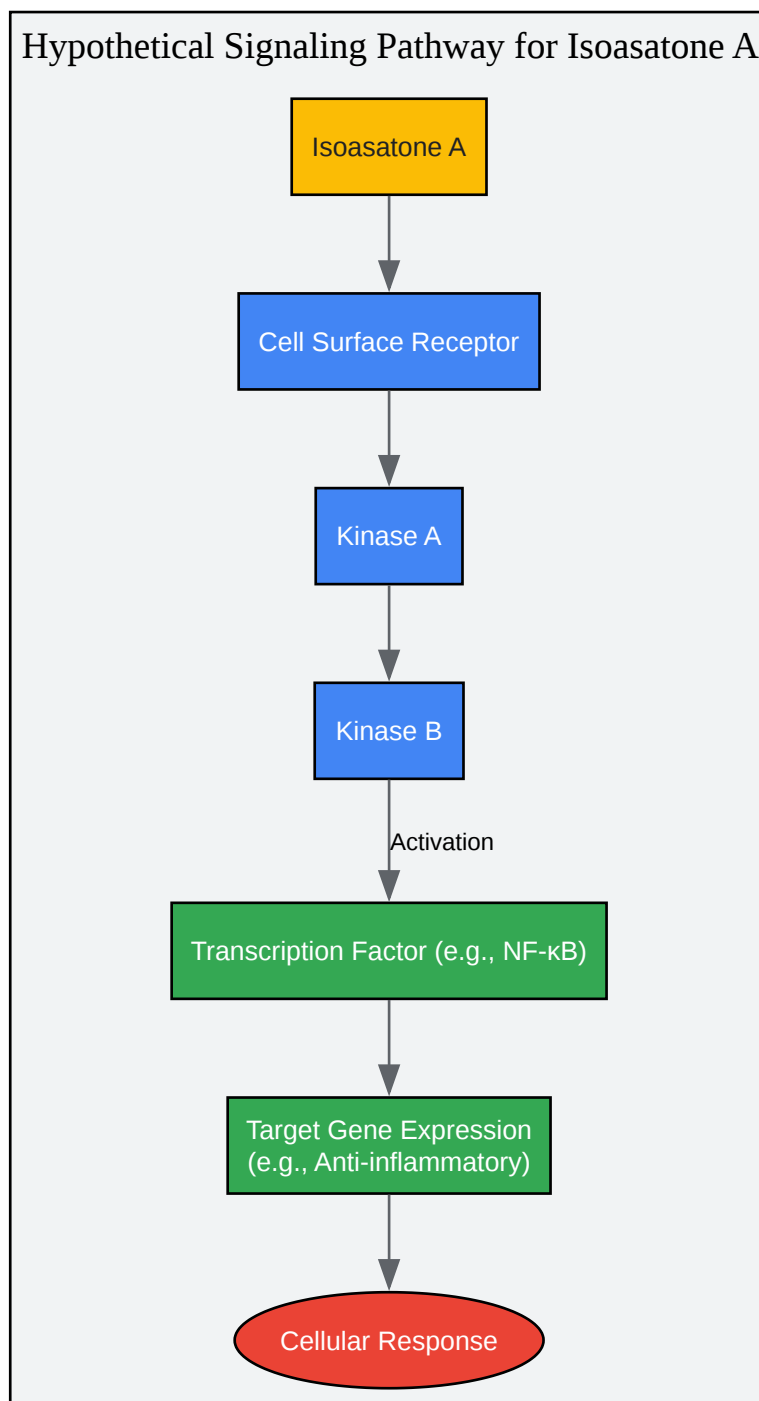 Hypothetical Signaling Pathway for Isoasatone A
Isoasatone A
Cell Surface Receptor
Kinase A
Kinase B
Activation
Transcription Factor (e.g., NF-κB)
Target Gene Expression
(e.g., Anti-inflammatory)
Cellular Response